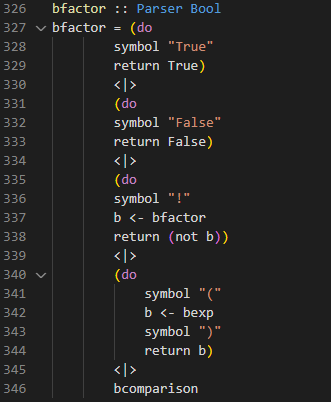 326 bfactor :: Parser Bool
327 bfactor = (do
328 symbol "True"
329 return True)
330 <|>
331 (do
332 symbol "False"
333 return False)
334 <|>
335 (do
336 symbol "!"
337 b <- bfactor
338 return (not b))
339 <|>
340 (do
341 symbol "("
342 b <- bexp
343 symbol ")"
344 return b)
345 <|>
346 bcomparison